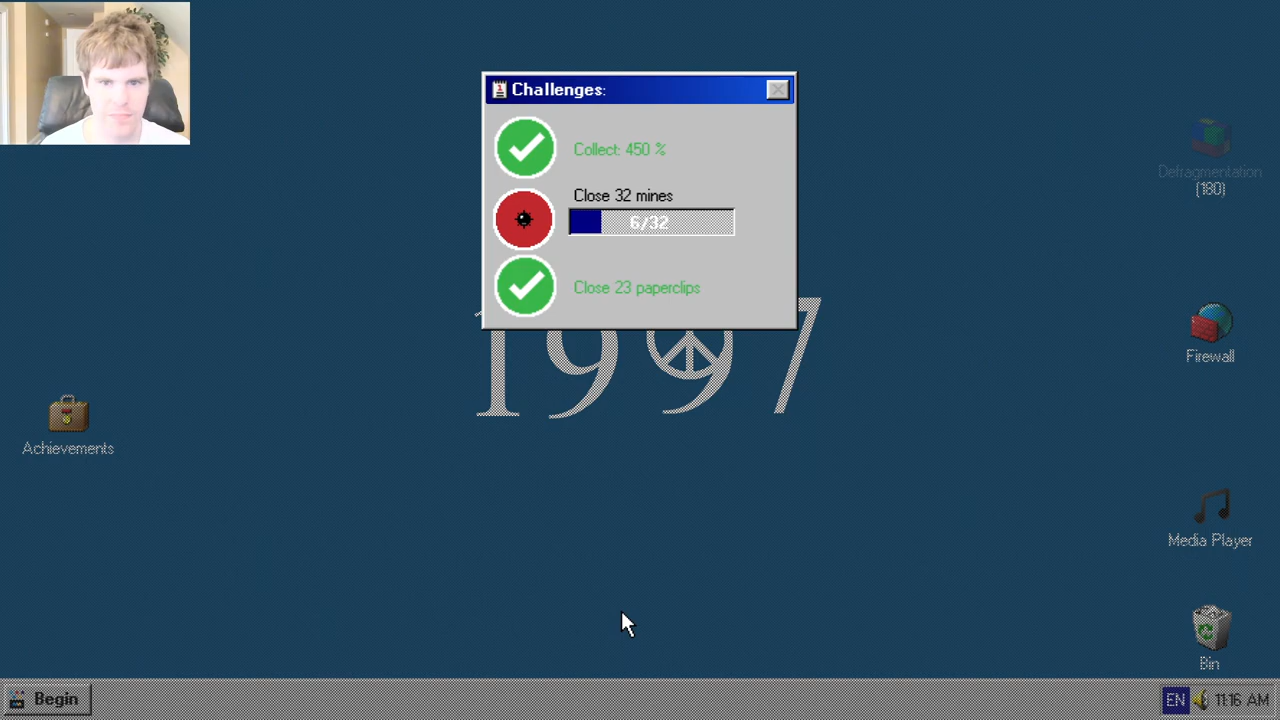 Challenges:
Collect: 450 %
Close 32 mines
6/32
Close 23 paperclips
1997
Defragmentation
(180)
Firewall
Achievements
Media Player
Bin
Begin
EN 11:16 AM